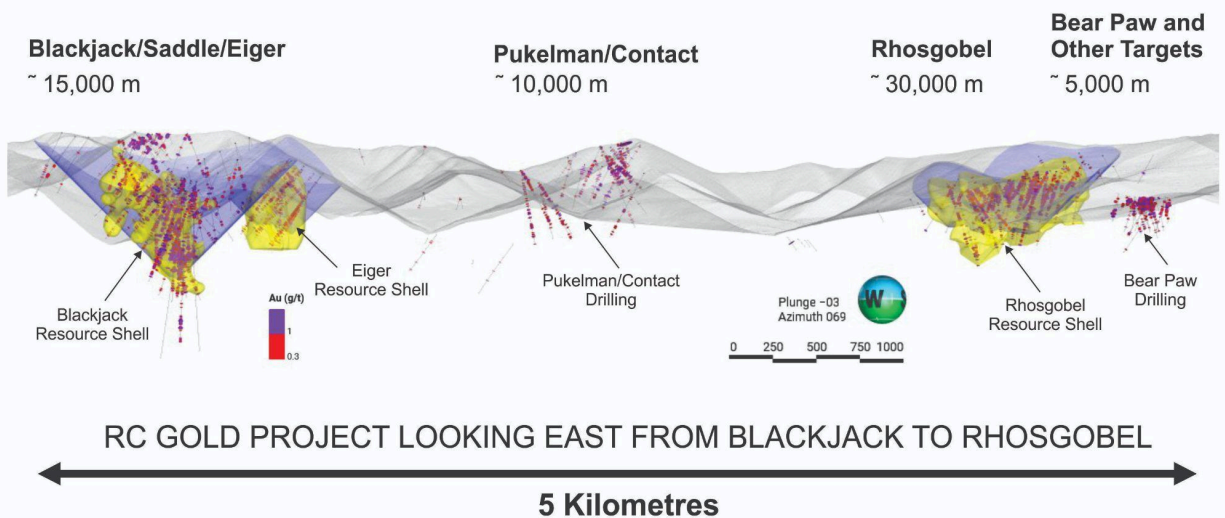 Blackjack/Saddle/Eiger
~ 15,000 m
Pukelman/Contact
~ 10,000 m
Rhosgobel
~ 30,000 m
Bear Paw and
Other Targets
~ 5,000 m
Blackjack
Resource Shell
Eiger
Resource Shell
Au (g/t)
1
0.3
Pukelman/Contact
Drilling
Plunge -03
Azimuth 069
W
0 250 500 750 1000
Rhosgobel
Resource Shell
Bear Paw
Drilling
RC GOLD PROJECT LOOKING EAST FROM BLACKJACK TO RHOSGOBEL
5 Kilometres